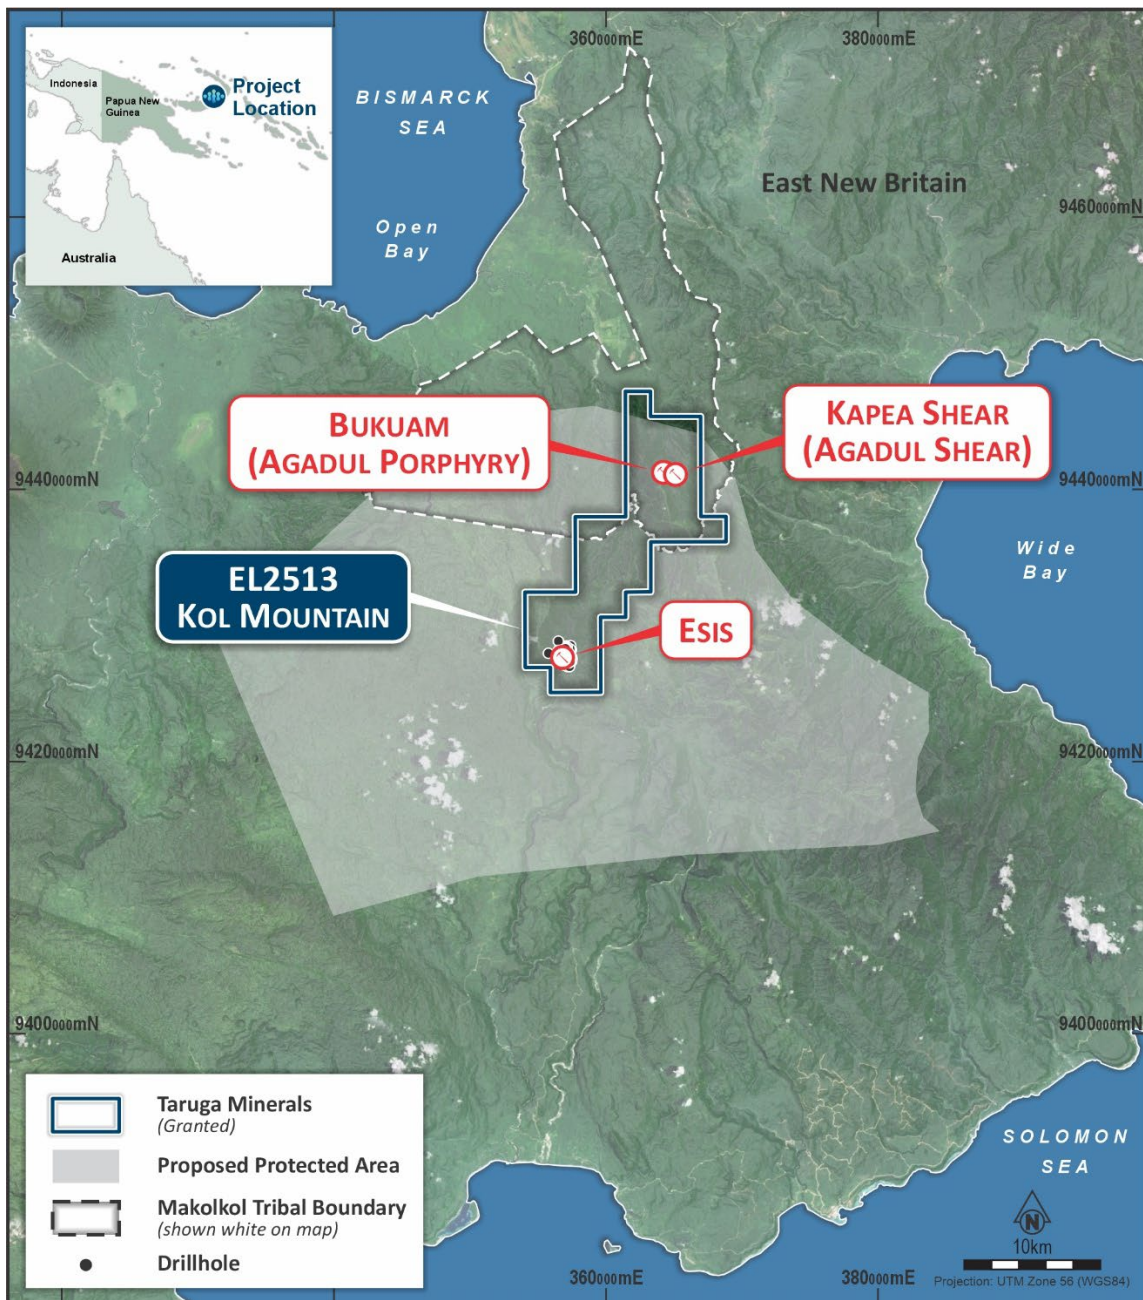 360000mE
380000mE
Indonesia
Papua New
Guinea
Project
Location
Australia
BISMARCK
SEA
Open
Bay
East New Britain
9460000mN
BUKUAM
(AGADUL PORPHYRY)
KAPEA SHEAR
(AGADUL SHEAR)
9440000mN
9440000mN
Wide
Bay
EL2513
KOL MOUNTAIN
ESIS
9420000mN
9420000mN
9400000mN
9400000mN
Taruga Minerals
(Granted)
Proposed Protected Area
Makolkol Tribal Boundary
(shown white on map)
Drillhole
SOLOMON
SEA
N
10km
360000mE
380000mE
Projection: UTM Zone 56 (WGS84)